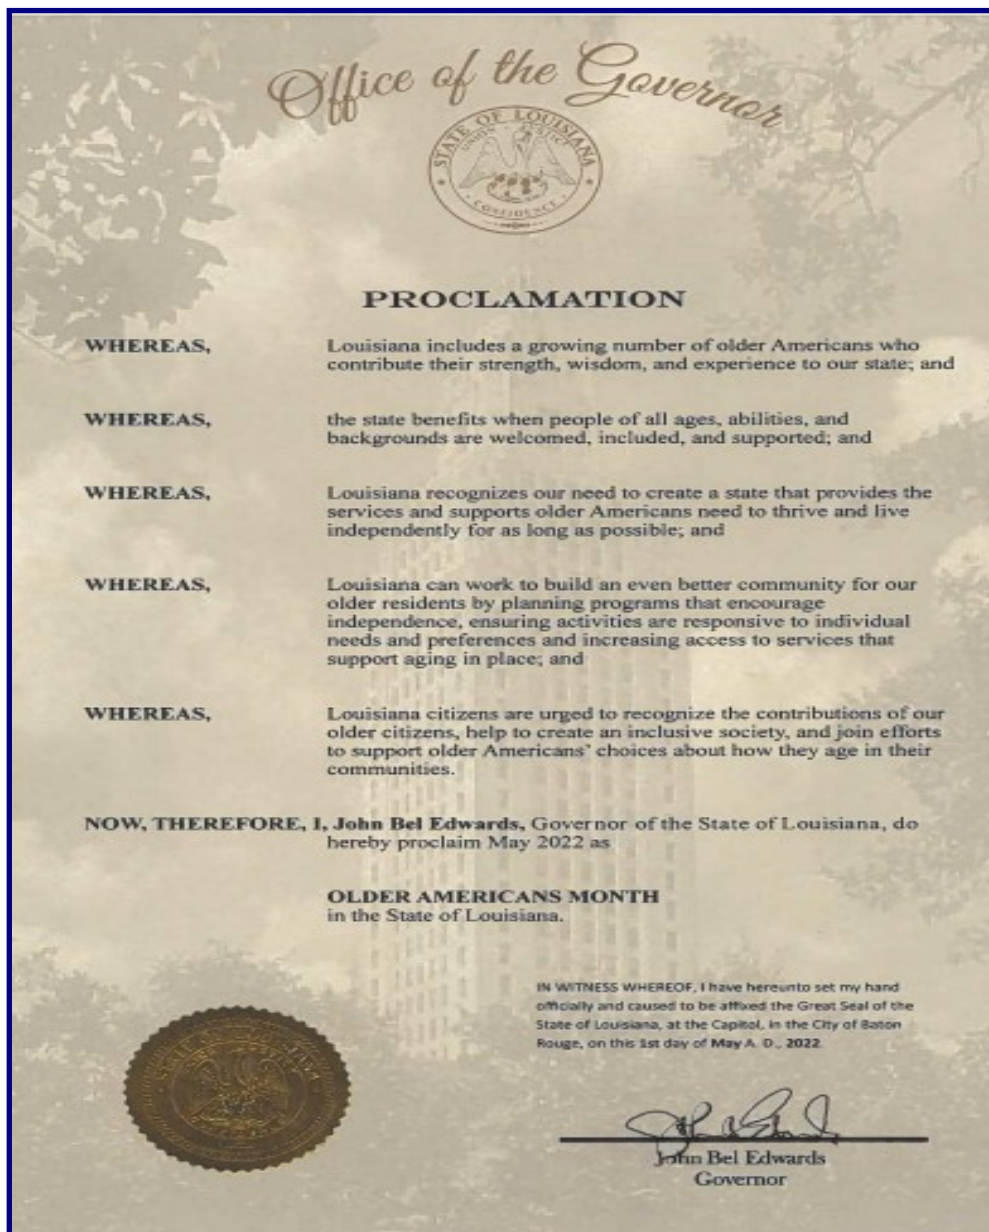 Office of the Governor
STATE OF LOUISIANA
UNION JUSTICE
CONFIDENCE
PROCLAMATION
WHEREAS, Louisiana includes a growing number of older Americans who
contribute their strength, wisdom, and experience to our state; and
WHEREAS, the state benefits when people of all ages, abilities, and
backgrounds are welcomed, included, and supported; and
WHEREAS, Louisiana recognizes our need to create a state that provides the
services and supports older Americans need to thrive and live
independently for as long as possible; and
WHEREAS, Louisiana can work to build an even better community for our
older residents by planning programs that encourage
independence, ensuring activities are responsive to individual
needs and preferences and increasing access to services that
support aging in place; and
WHEREAS, Louisiana citizens are urged to recognize the contributions of our
older citizens, help to create an inclusive society, and join efforts
to support older Americans' choices about how they age in their
communities.
NOW, THEREFORE, I, John Bel Edwards, Governor of the State of Louisiana, do
hereby proclaim May 2022 as
OLDER AMERICANS MONTH
in the State of Louisiana.
IN WITNESS WHEREOF, I have hereunto set my hand
officially and caused to be affixed the Great Seal of the
State of Louisiana, at the Capitol, in the City of Baton
Rouge, on this 1st day of May A. D., 2022.
John Bel Edwards
Governor